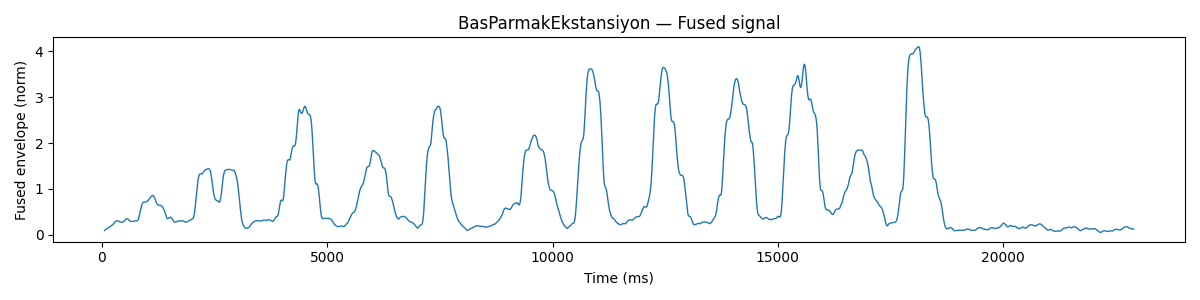 BasParmakEkstansiyon — Fused signal
Fused envelope (norm)
4
3
2
1
0
0 5000 10000 15000 20000
Time (ms)